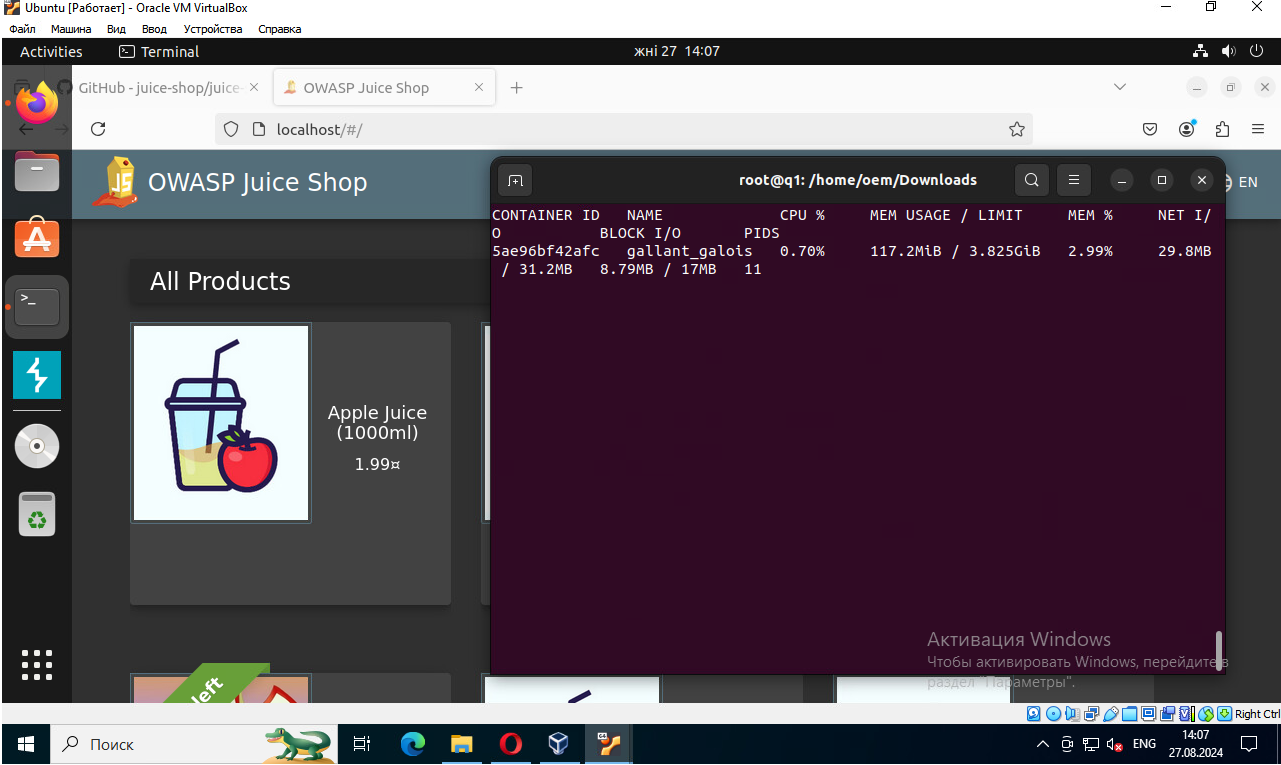 Ubuntu [Работает] - Oracle VM VirtualBox
Файл Машина Вид Ввод Устройства Справка
Activities Terminal жні 27 14:07
GitHub - juice-shop/juice- OWASP Juice Shop
localhost/#/
OWASP Juice Shop
EN
root@q1: /home/oem/Downloads
CONTAINER ID NAME CPU % MEM USAGE / LIMIT MEM % NET I/
O BLOCK I/O PIDS
5ae96bf42afc gallant_galois 0.70% 117.2MiB / 3.825GiB 2.99% 29.8MB
/ 31.2MB 8.79MB / 17MB 11
All Products
JS
Apple Juice
(1000ml)
1.99¤
left
Активация Windows
Чтобы активировать Windows, перейдите в
раздел "Параметры".
Right Ctrl
Поиск
ENG
14:07
27.08.2024